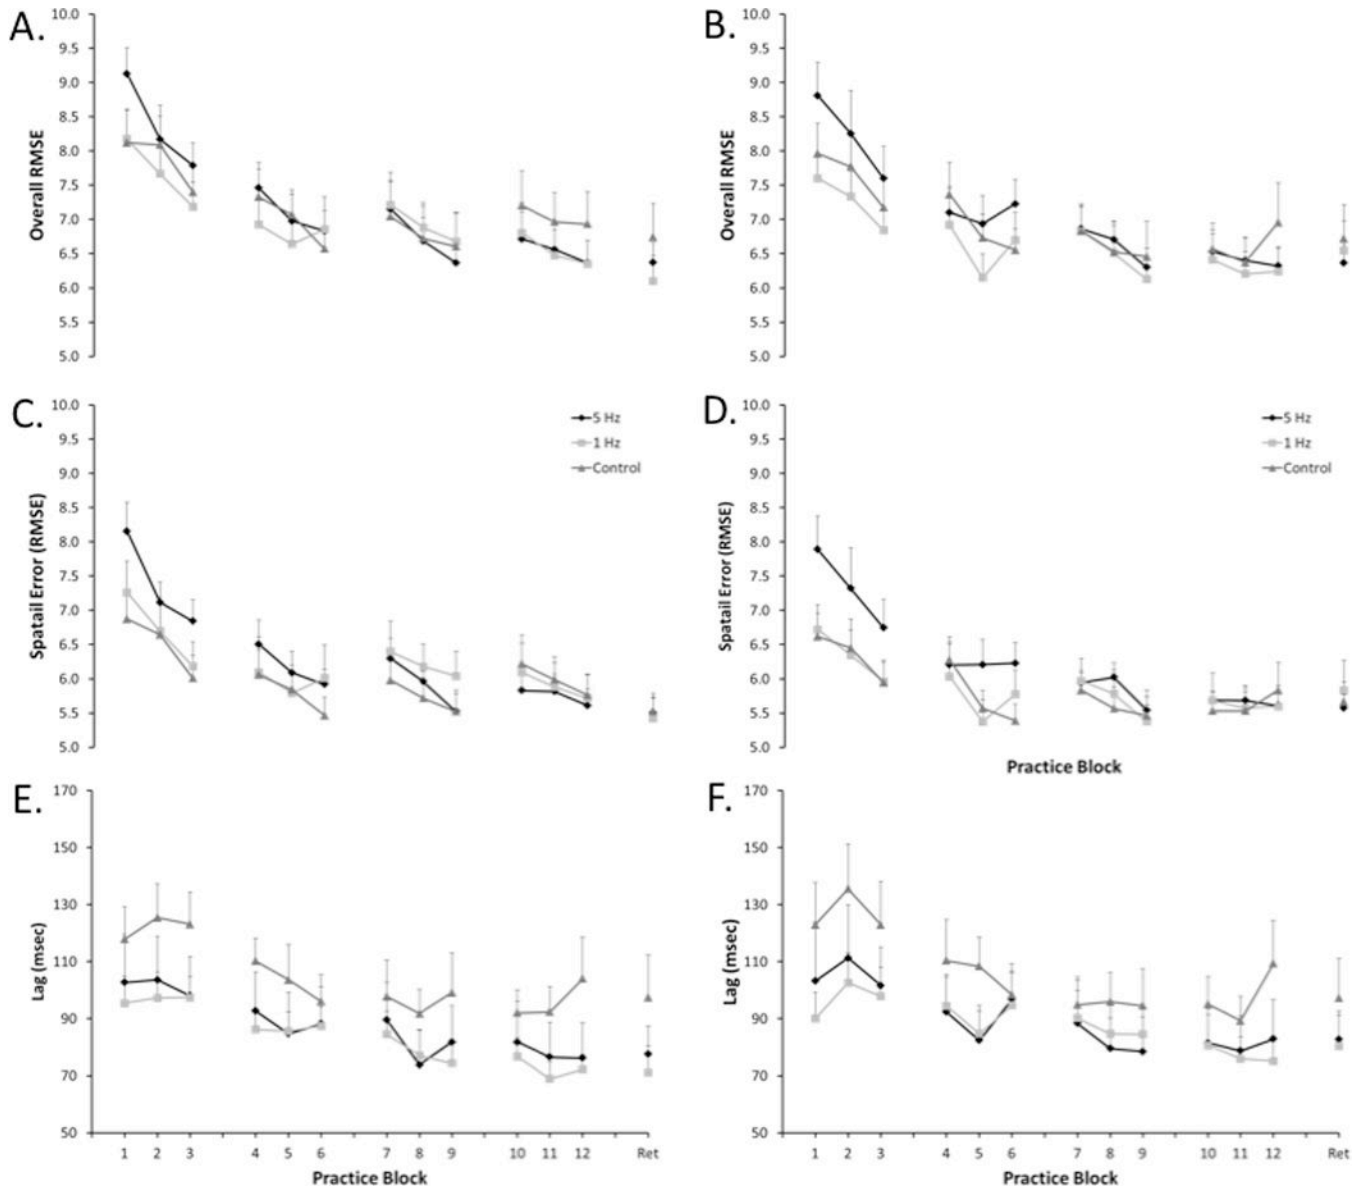 A.
10.0
9.5
9.0
8.5
8.0
7.5
7.0
6.5
6.0
5.5
5.0
Overall RMSE
B.
10.0
9.5
9.0
8.5
8.0
7.5
7.0
6.5
6.0
5.5
5.0
Overall RMSE
C.
10.0
9.5
9.0
8.5
8.0
7.5
7.0
6.5
6.0
5.5
5.0
Spatail Error (RMSE)
5 Hz
1 Hz
Control
D.
10.0
9.5
9.0
8.5
8.0
7.5
7.0
6.5
6.0
5.5
5.0
Spatail Error (RMSE)
5 Hz
1 Hz
Control
Practice Block
E.
170
150
130
110
90
70
50
Lag (msec)
1 2 3 4 5 6 7 8 9 10 11 12 Ret
Practice Block
F.
170
150
130
110
90
70
50
Lag (msec)
1 2 3 4 5 6 7 8 9 10 11 12 Ret
Practice Block